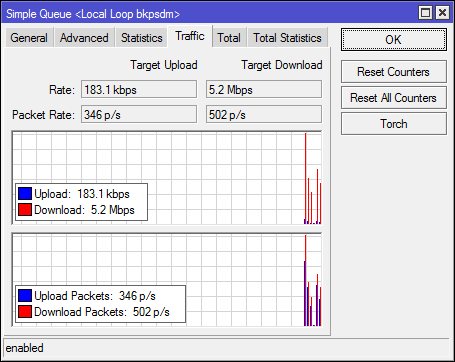 Simple Queue <Local Loop bkpsdm>
General Advanced Statistics Traffic Total Total Statistics
Target Upload Target Download
Rate: 183.1 kbps 5.2 Mbps
Packet Rate: 346 p/s 502 p/s
Upload: 183.1 kbps
Download: 5.2 Mbps
Upload Packets: 346 p/s
Download Packets: 502 p/s
OK
Reset Counters
Reset All Counters
Torch
enabled